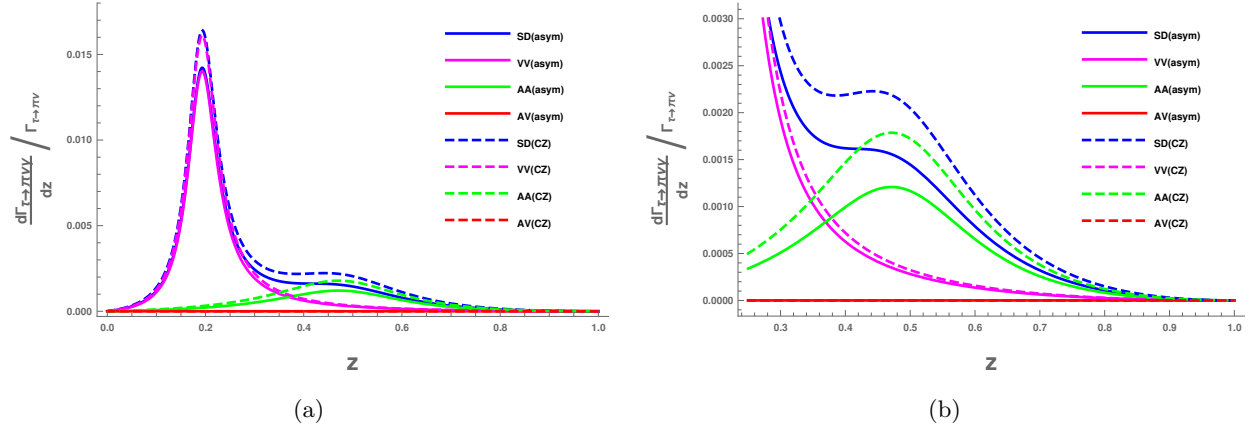 dΓτ→πνγ
dz
/ Γτ→πν
0.015
0.010
0.005
0.000
0.0 0.2 0.4 0.6 0.8 1.0
z
SD(asym)
VV(asym)
AA(asym)
AV(asym)
SD(CZ)
VV(CZ)
AA(CZ)
AV(CZ)
(a)
dΓτ→πνγ
dz
/ Γτ→πν
0.0030
0.0025
0.0020
0.0015
0.0010
0.0005
0.0000
0.3 0.4 0.5 0.6 0.7 0.8 0.9 1.0
z
SD(asym)
VV(asym)
AA(asym)
AV(asym)
SD(CZ)
VV(CZ)
AA(CZ)
AV(CZ)
(b)